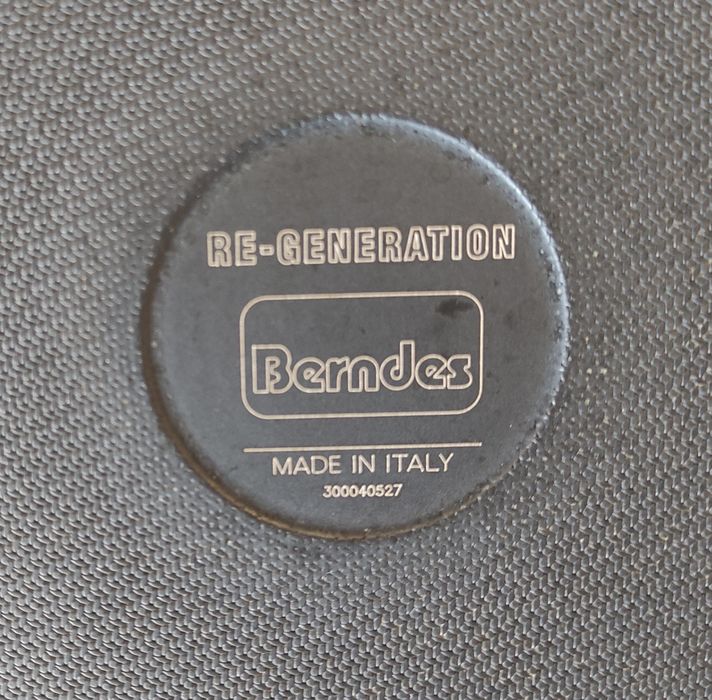 RE-GENERATION
Berndes
MADE IN ITALY
300040527